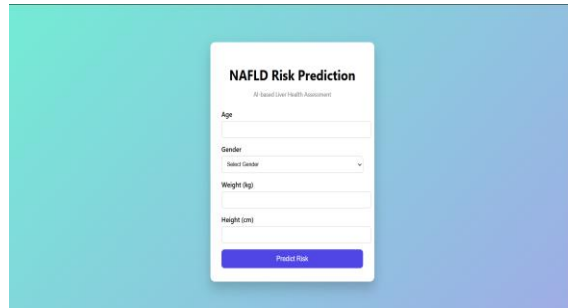 NAFLD Risk Prediction
AI-based Liver Health Assessment
Age
Gender
Select Gender
Weight (kg)
Height (cm)
Predict Risk